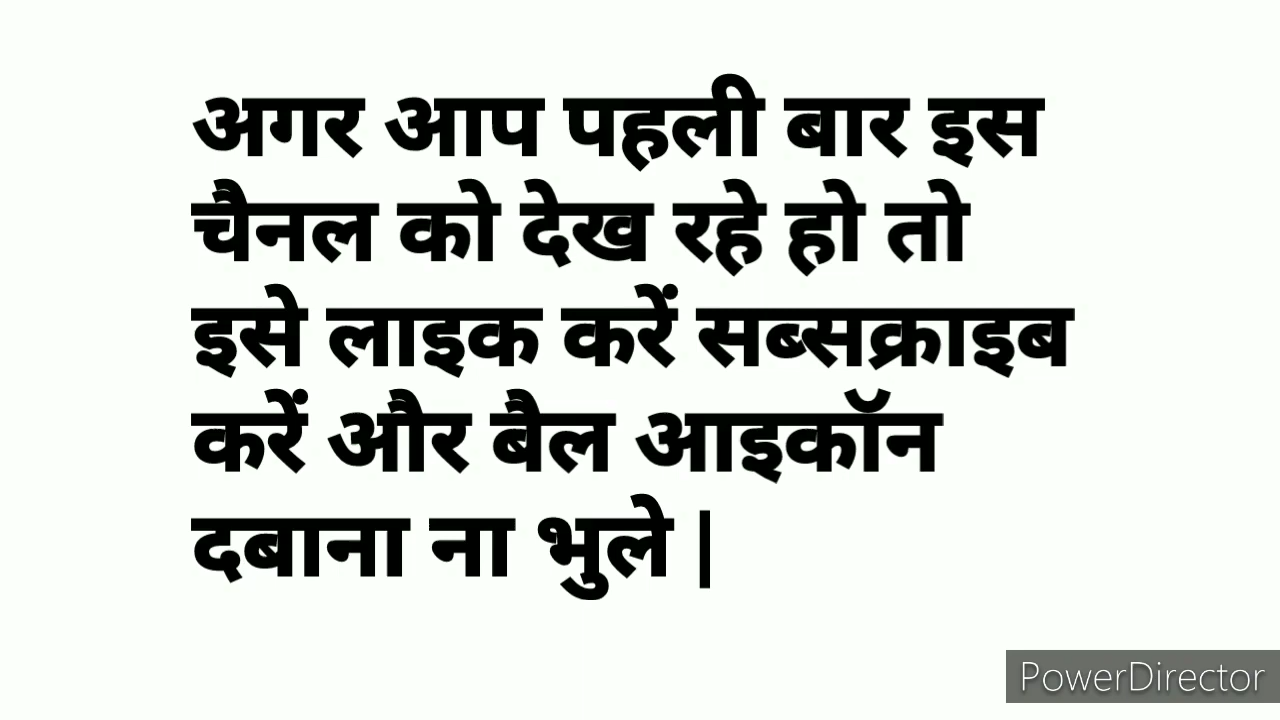 अगर आप पहली बार इस
चैनल को देख रहे हो तो
इसे लाइक करें सब्सक्राइब
करें और बैल आइकॉन
दबाना ना भुले |
PowerDirector